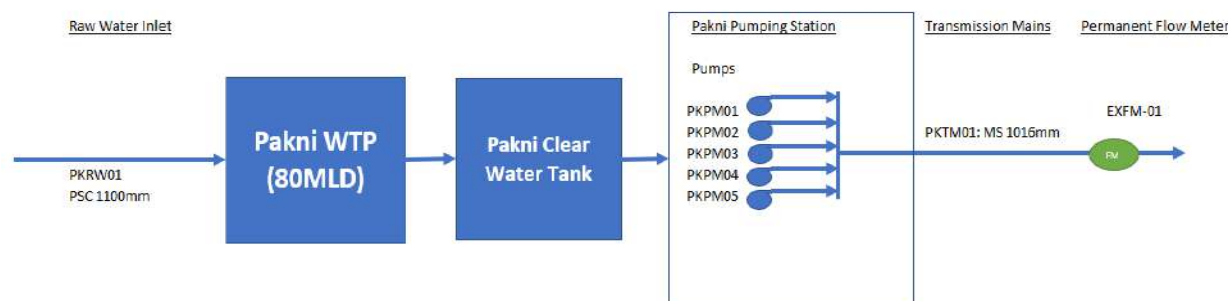 Raw Water Inlet
Pakni Pumping Station
Transmission Mains
Permanent Flow Meter
Pumps
PKPM01
PKPM02
PKPM03
PKPM04
PKPM05
Pakni WTP
(80MLD)
Pakni Clear
Water Tank
PKRW01
PSC 1100mm
PKTM01: MS 1016mm
EXFM-01
FM